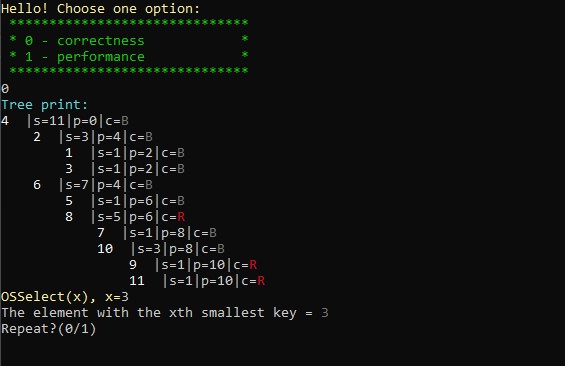 Hello! Choose one option:
******************************
* 0 - correctness            *
* 1 - performance            *
******************************
0
Tree print:
4  |s=11|p=0|c=B
    2  |s=3|p=4|c=B
        1  |s=1|p=2|c=B
        3  |s=1|p=2|c=B
    6  |s=7|p=4|c=B
        5  |s=1|p=6|c=B
        8  |s=5|p=6|c=R
            7  |s=1|p=8|c=B
            10  |s=3|p=8|c=B
                9  |s=1|p=10|c=R
                11  |s=1|p=10|c=R
OSSelect(x), x=3
The element with the xth smallest key = 3
Repeat?(0/1)